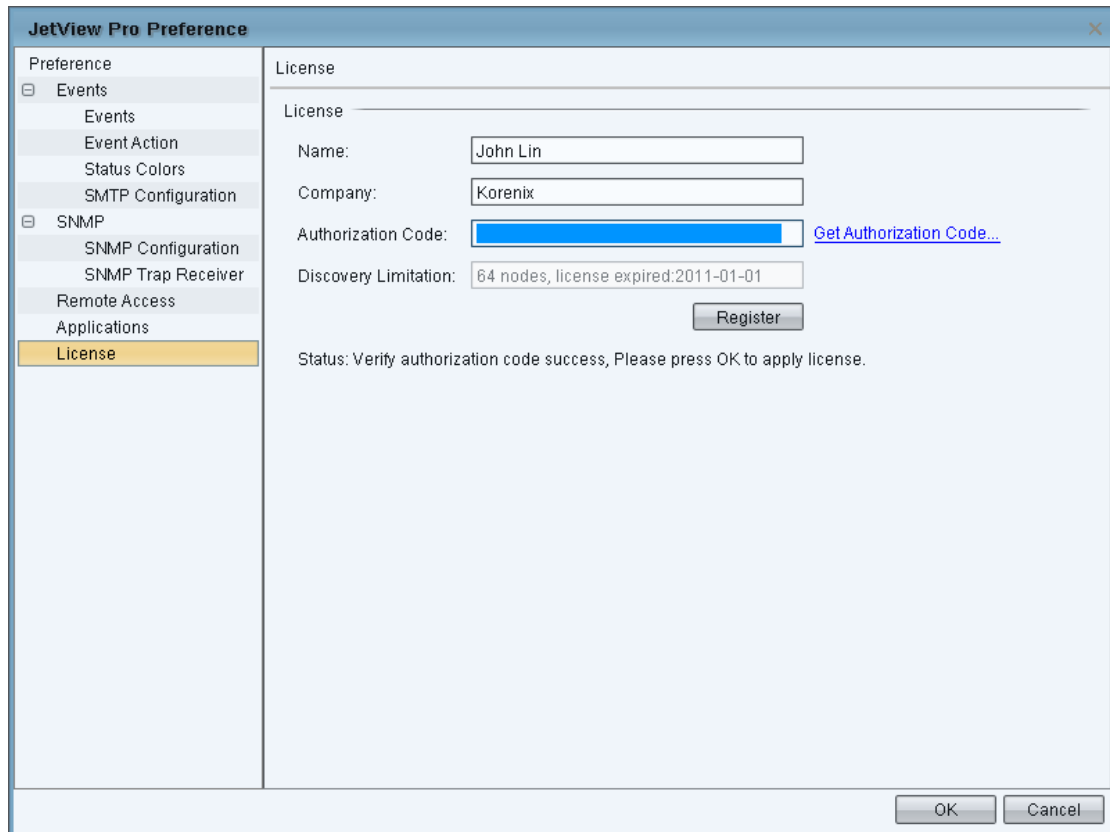 JetView Pro Preference
Preference
Events
Events
Event Action
Status Colors
SMTP Configuration
SNMP
SNMP Configuration
SNMP Trap Receiver
Remote Access
Applications
License
License
License
Name: John Lin
Company: Korenix
Authorization Code: Get Authorization Code...
Discovery Limitation: 64 nodes, license expired:2011-01-01
Register
Status: Verify authorization code success, Please press OK to apply license.
OK Cancel